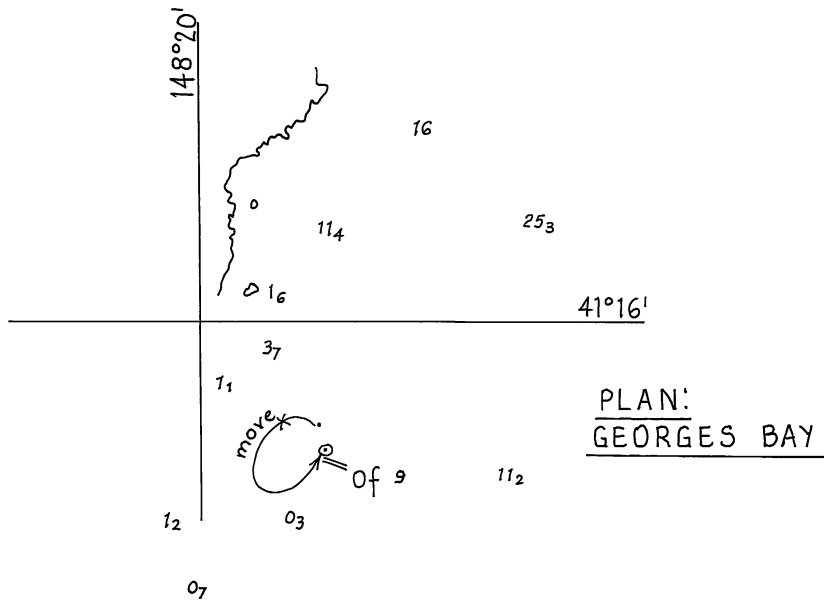 148°20'
16
11₄
25₃
o
1₆
41°16'
3₇
1₁
PLAN:
GEORGES BAY
move
Of 9
11₂
1₂
0₃
0₇